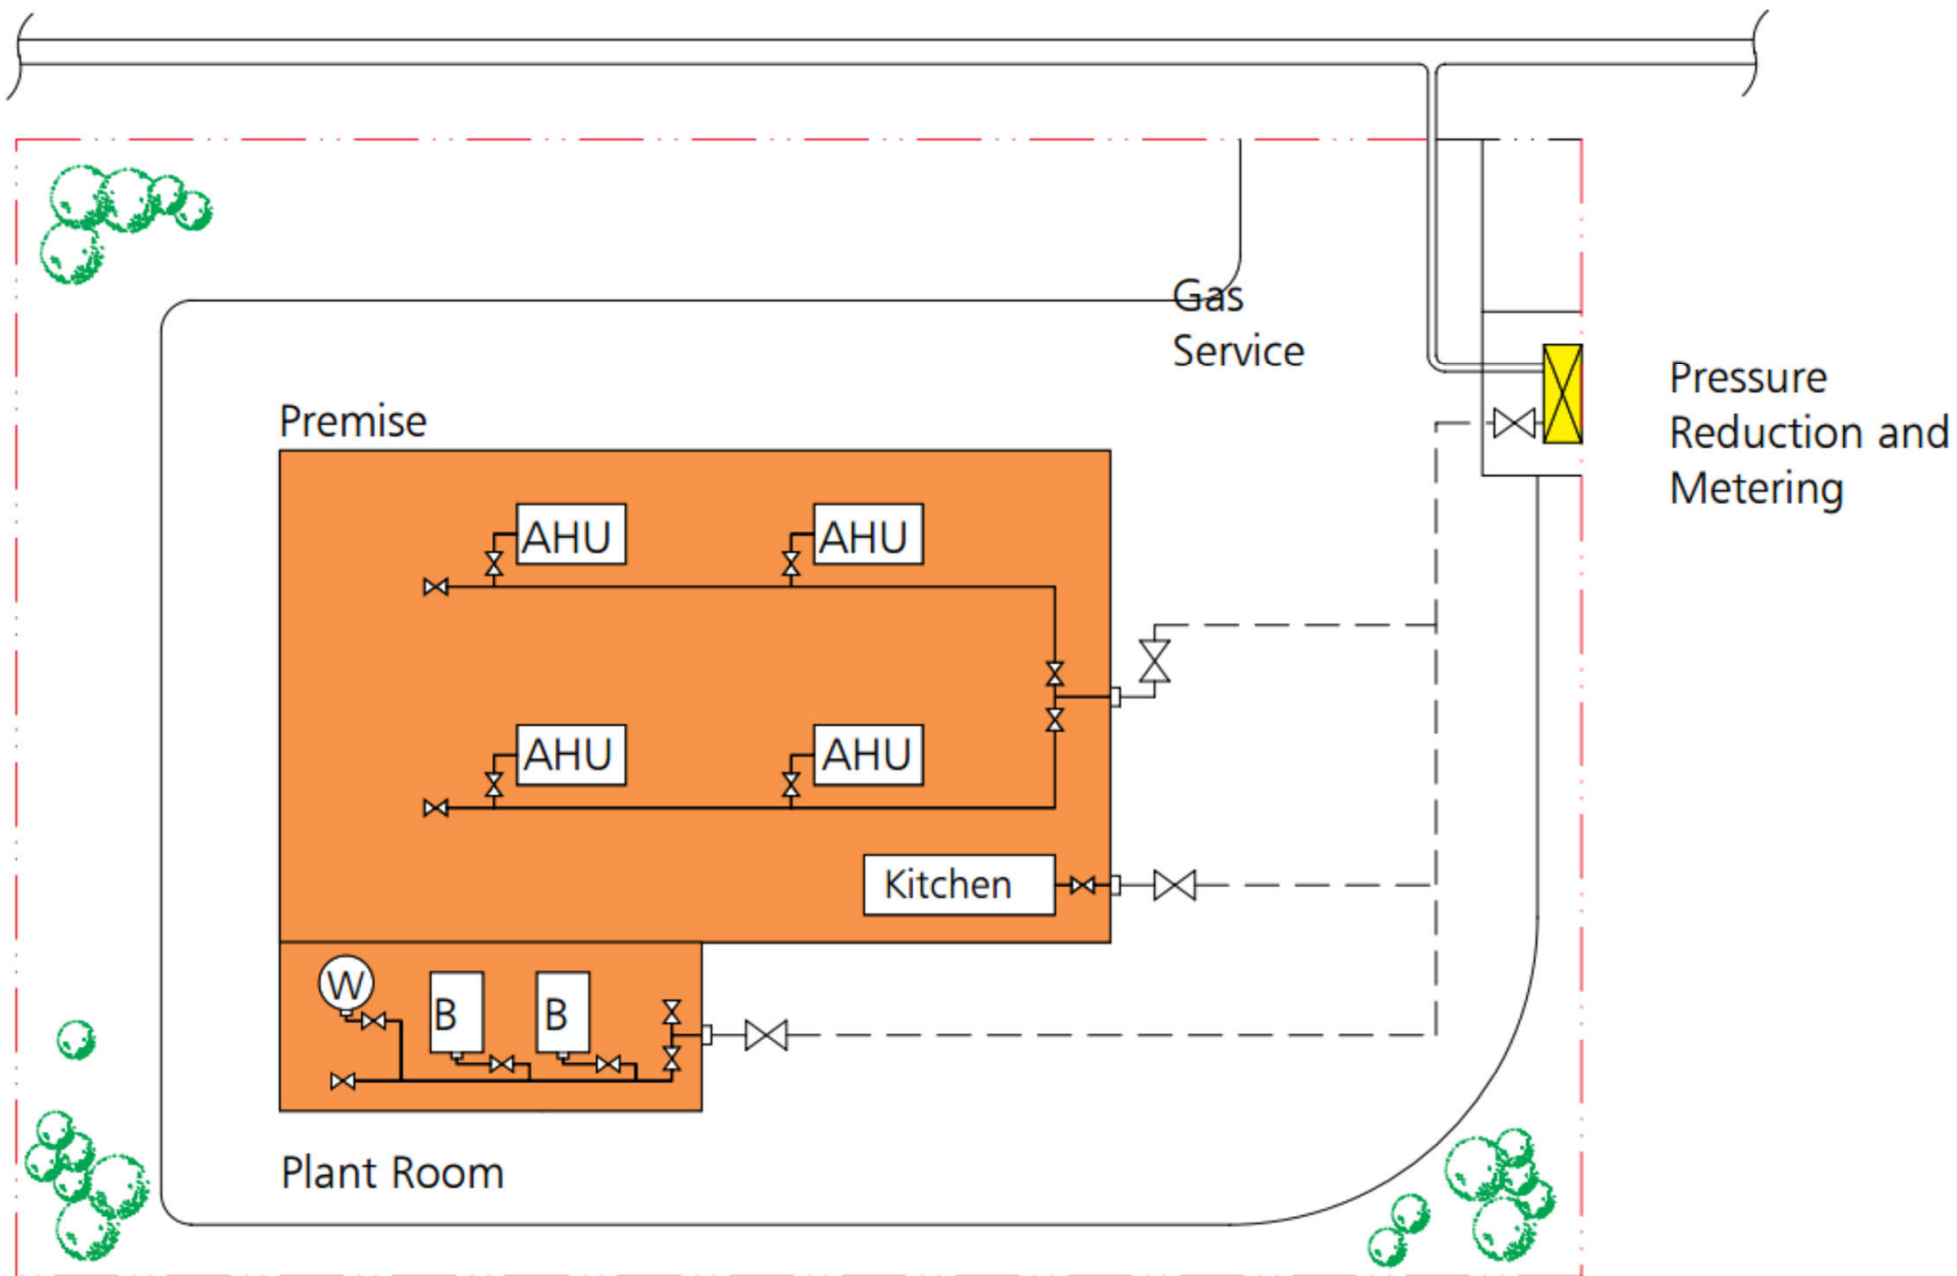 Gas
Service
Pressure
Reduction and
Metering
Premise
AHU
AHU
AHU
AHU
Kitchen
W
B
B
Plant Room